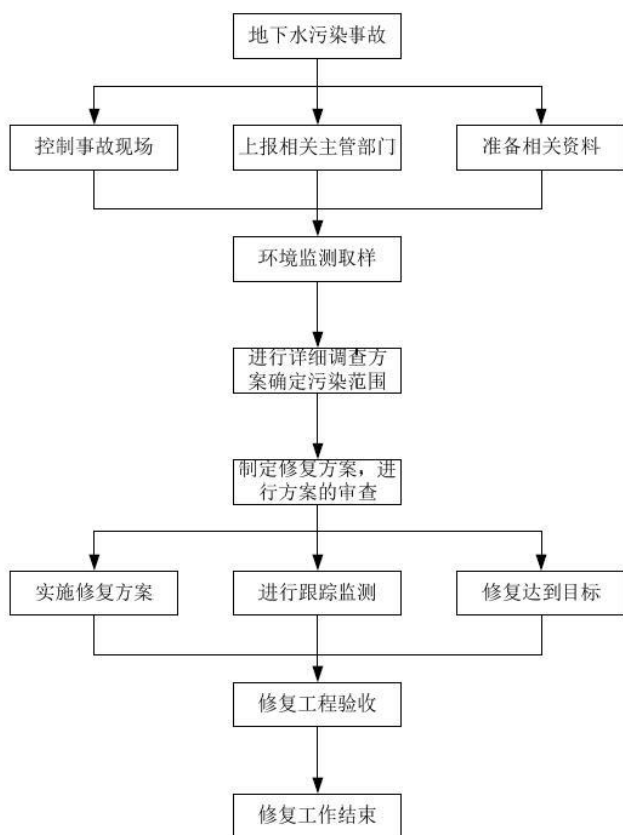 地下水污染事故
控制事故现场
上报相关主管部门
准备相关资料
环境监测取样
进行详细调查方
案确定污染范围
制定修复方案，进
行方案的审查
实施修复方案
进行跟踪监测
修复达到目标
修复工程验收
修复工作结束